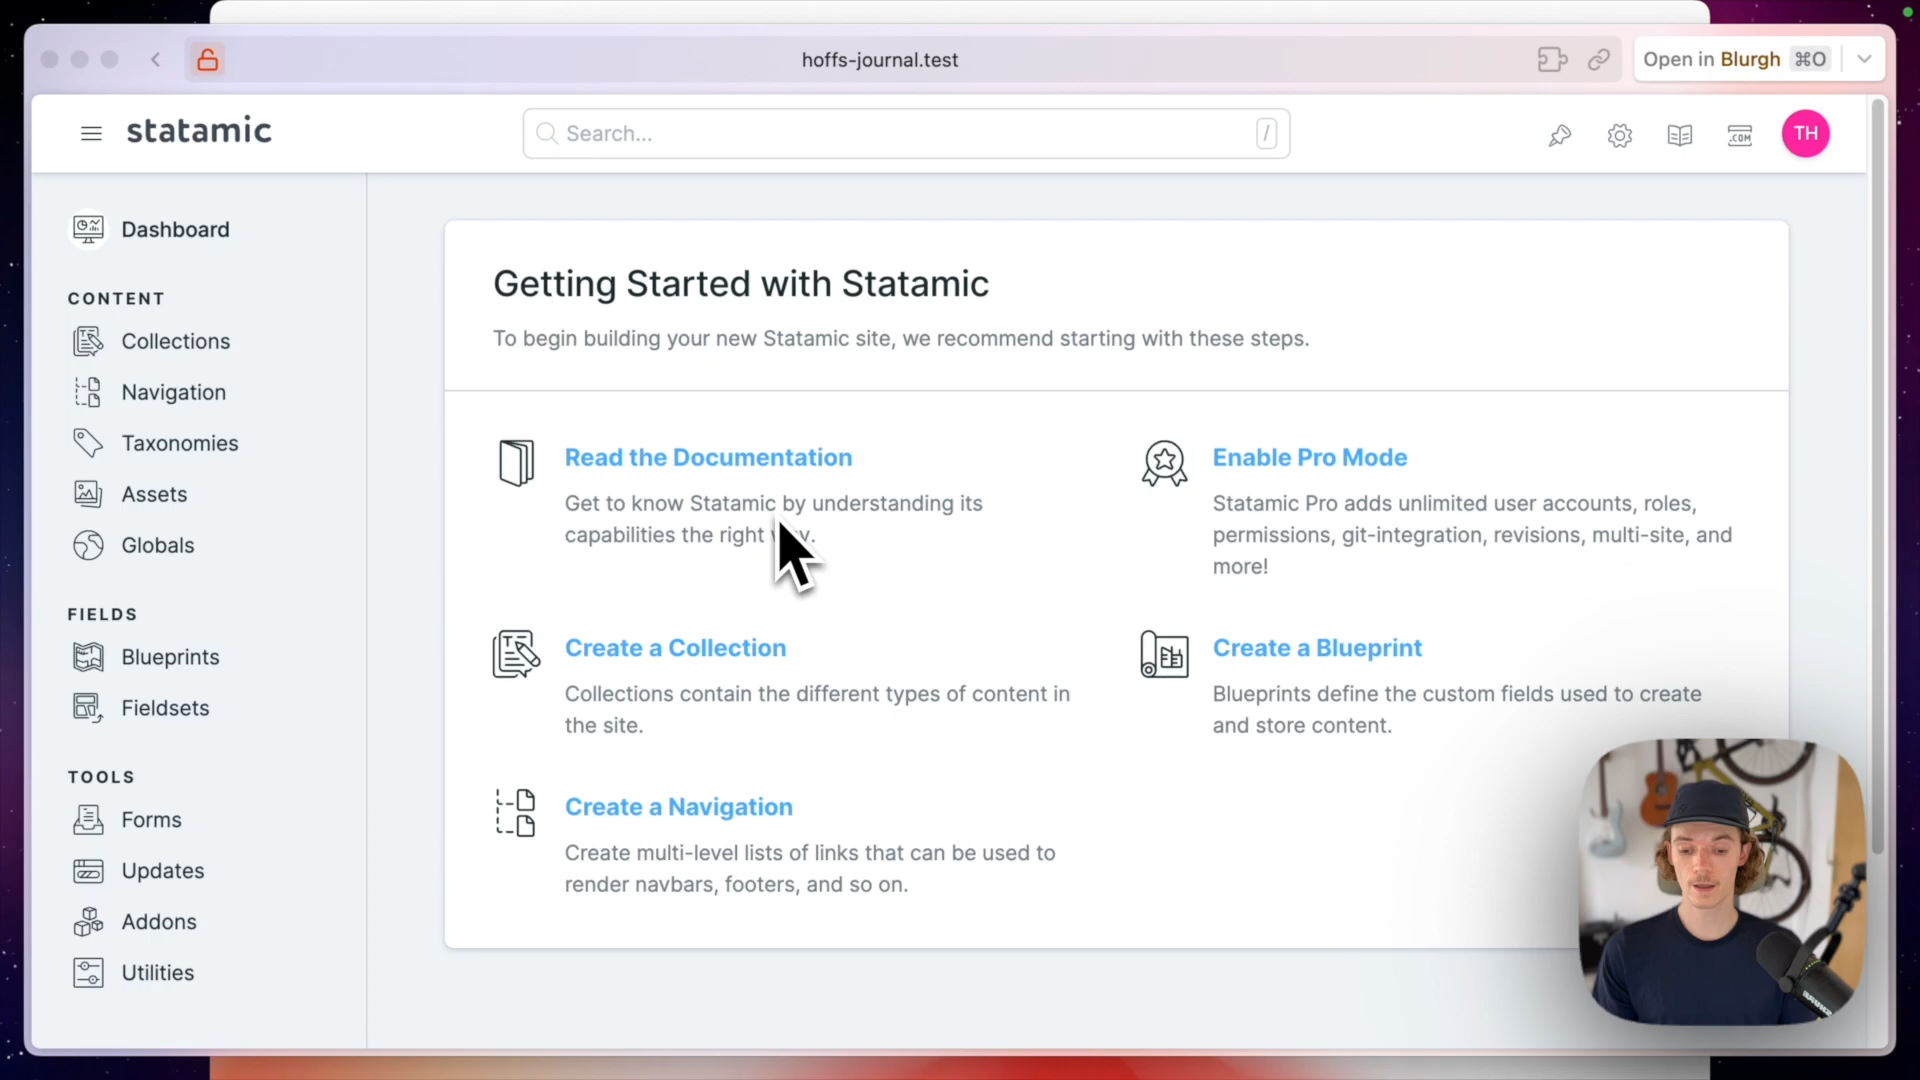 hoffs-journal.test
Open in Blurgh ⌘O
statamic
Search...
/
.COM
TH
Dashboard
CONTENT
Collections
Navigation
Taxonomies
Assets
Globals
FIELDS
Blueprints
Fieldsets
TOOLS
Forms
Updates
Addons
Utilities
Getting Started with Statamic
To begin building your new Statamic site, we recommend starting with these steps.
Read the Documentation
Get to know Statamic by understanding its
capabilities the right
Enable Pro Mode
Statamic Pro adds unlimited user accounts, roles,
permissions, git-integration, revisions, multi-site, and
more!
Create a Collection
Collections contain the different types of content in
the site.
Create a Blueprint
Blueprints define the custom fields used to create
and store content.
Create a Navigation
Create multi-level lists of links that can be used to
render navbars, footers, and so on.